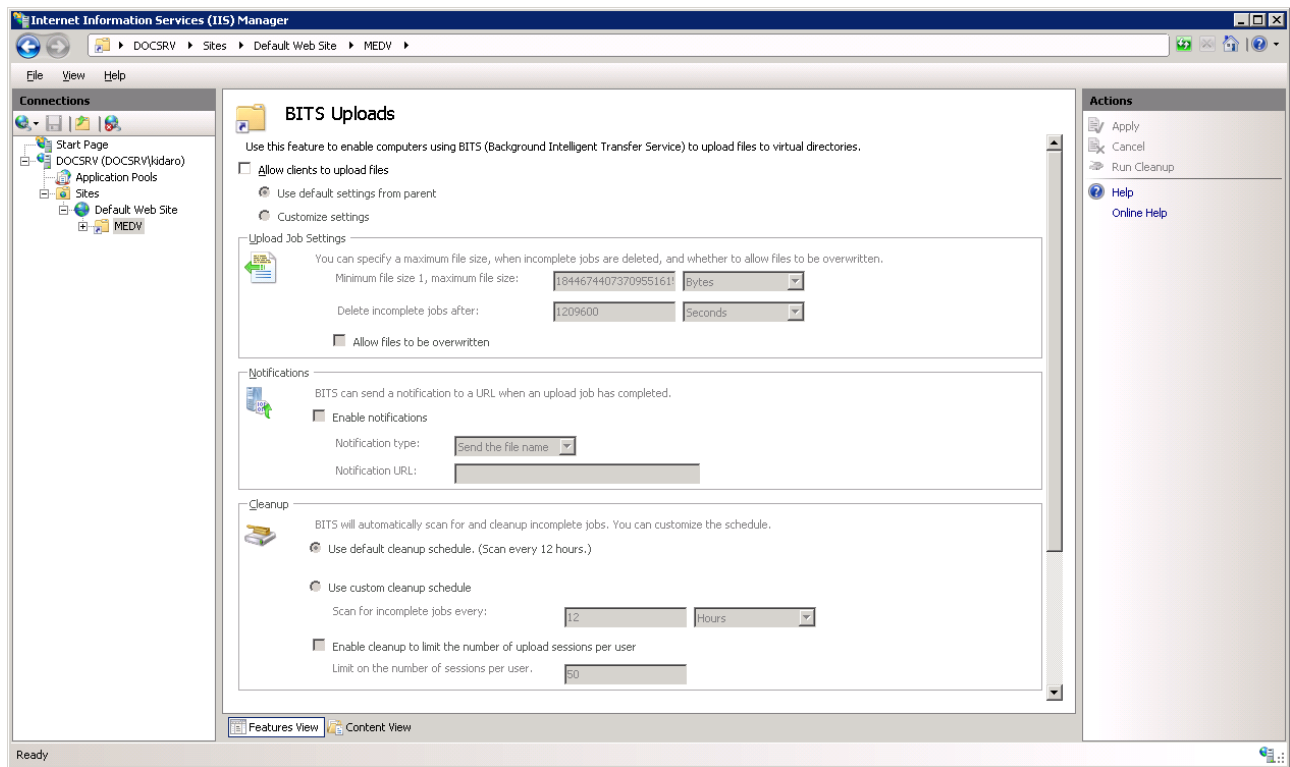 Internet Information Services (IIS) Manager
DOCSRV Sites Default Web Site MEDV
File View Help
Connections
Start Page
DOCSRV (DOCSRV\kidaro)
Application Pools
Sites
Default Web Site
MEDV
BITS Uploads
Use this feature to enable computers using BITS (Background Intelligent Transfer Service) to upload files to virtual directories.
Allow clients to upload files
Use default settings from parent
Customize settings
Upload Job Settings
You can specify a maximum file size, when incomplete jobs are deleted, and whether to allow files to be overwritten.
Minimum file size 1, maximum file size: 1844674407370955161 Bytes
Delete incomplete jobs after: 1209600 Seconds
Allow files to be overwritten
Notifications
BITS can send a notification to a URL when an upload job has completed.
Enable notifications
Notification type: Send the file name
Notification URL:
Cleanup
BITS will automatically scan for and cleanup incomplete jobs. You can customize the schedule.
Use default cleanup schedule. (Scan every 12 hours.)
Use custom cleanup schedule
Scan for incomplete jobs every: 12 Hours
Enable cleanup to limit the number of upload sessions per user
Limit on the number of sessions per user. 50
Features View Content View
Actions
Apply
Cancel
Run Cleanup
Help
Online Help
Ready